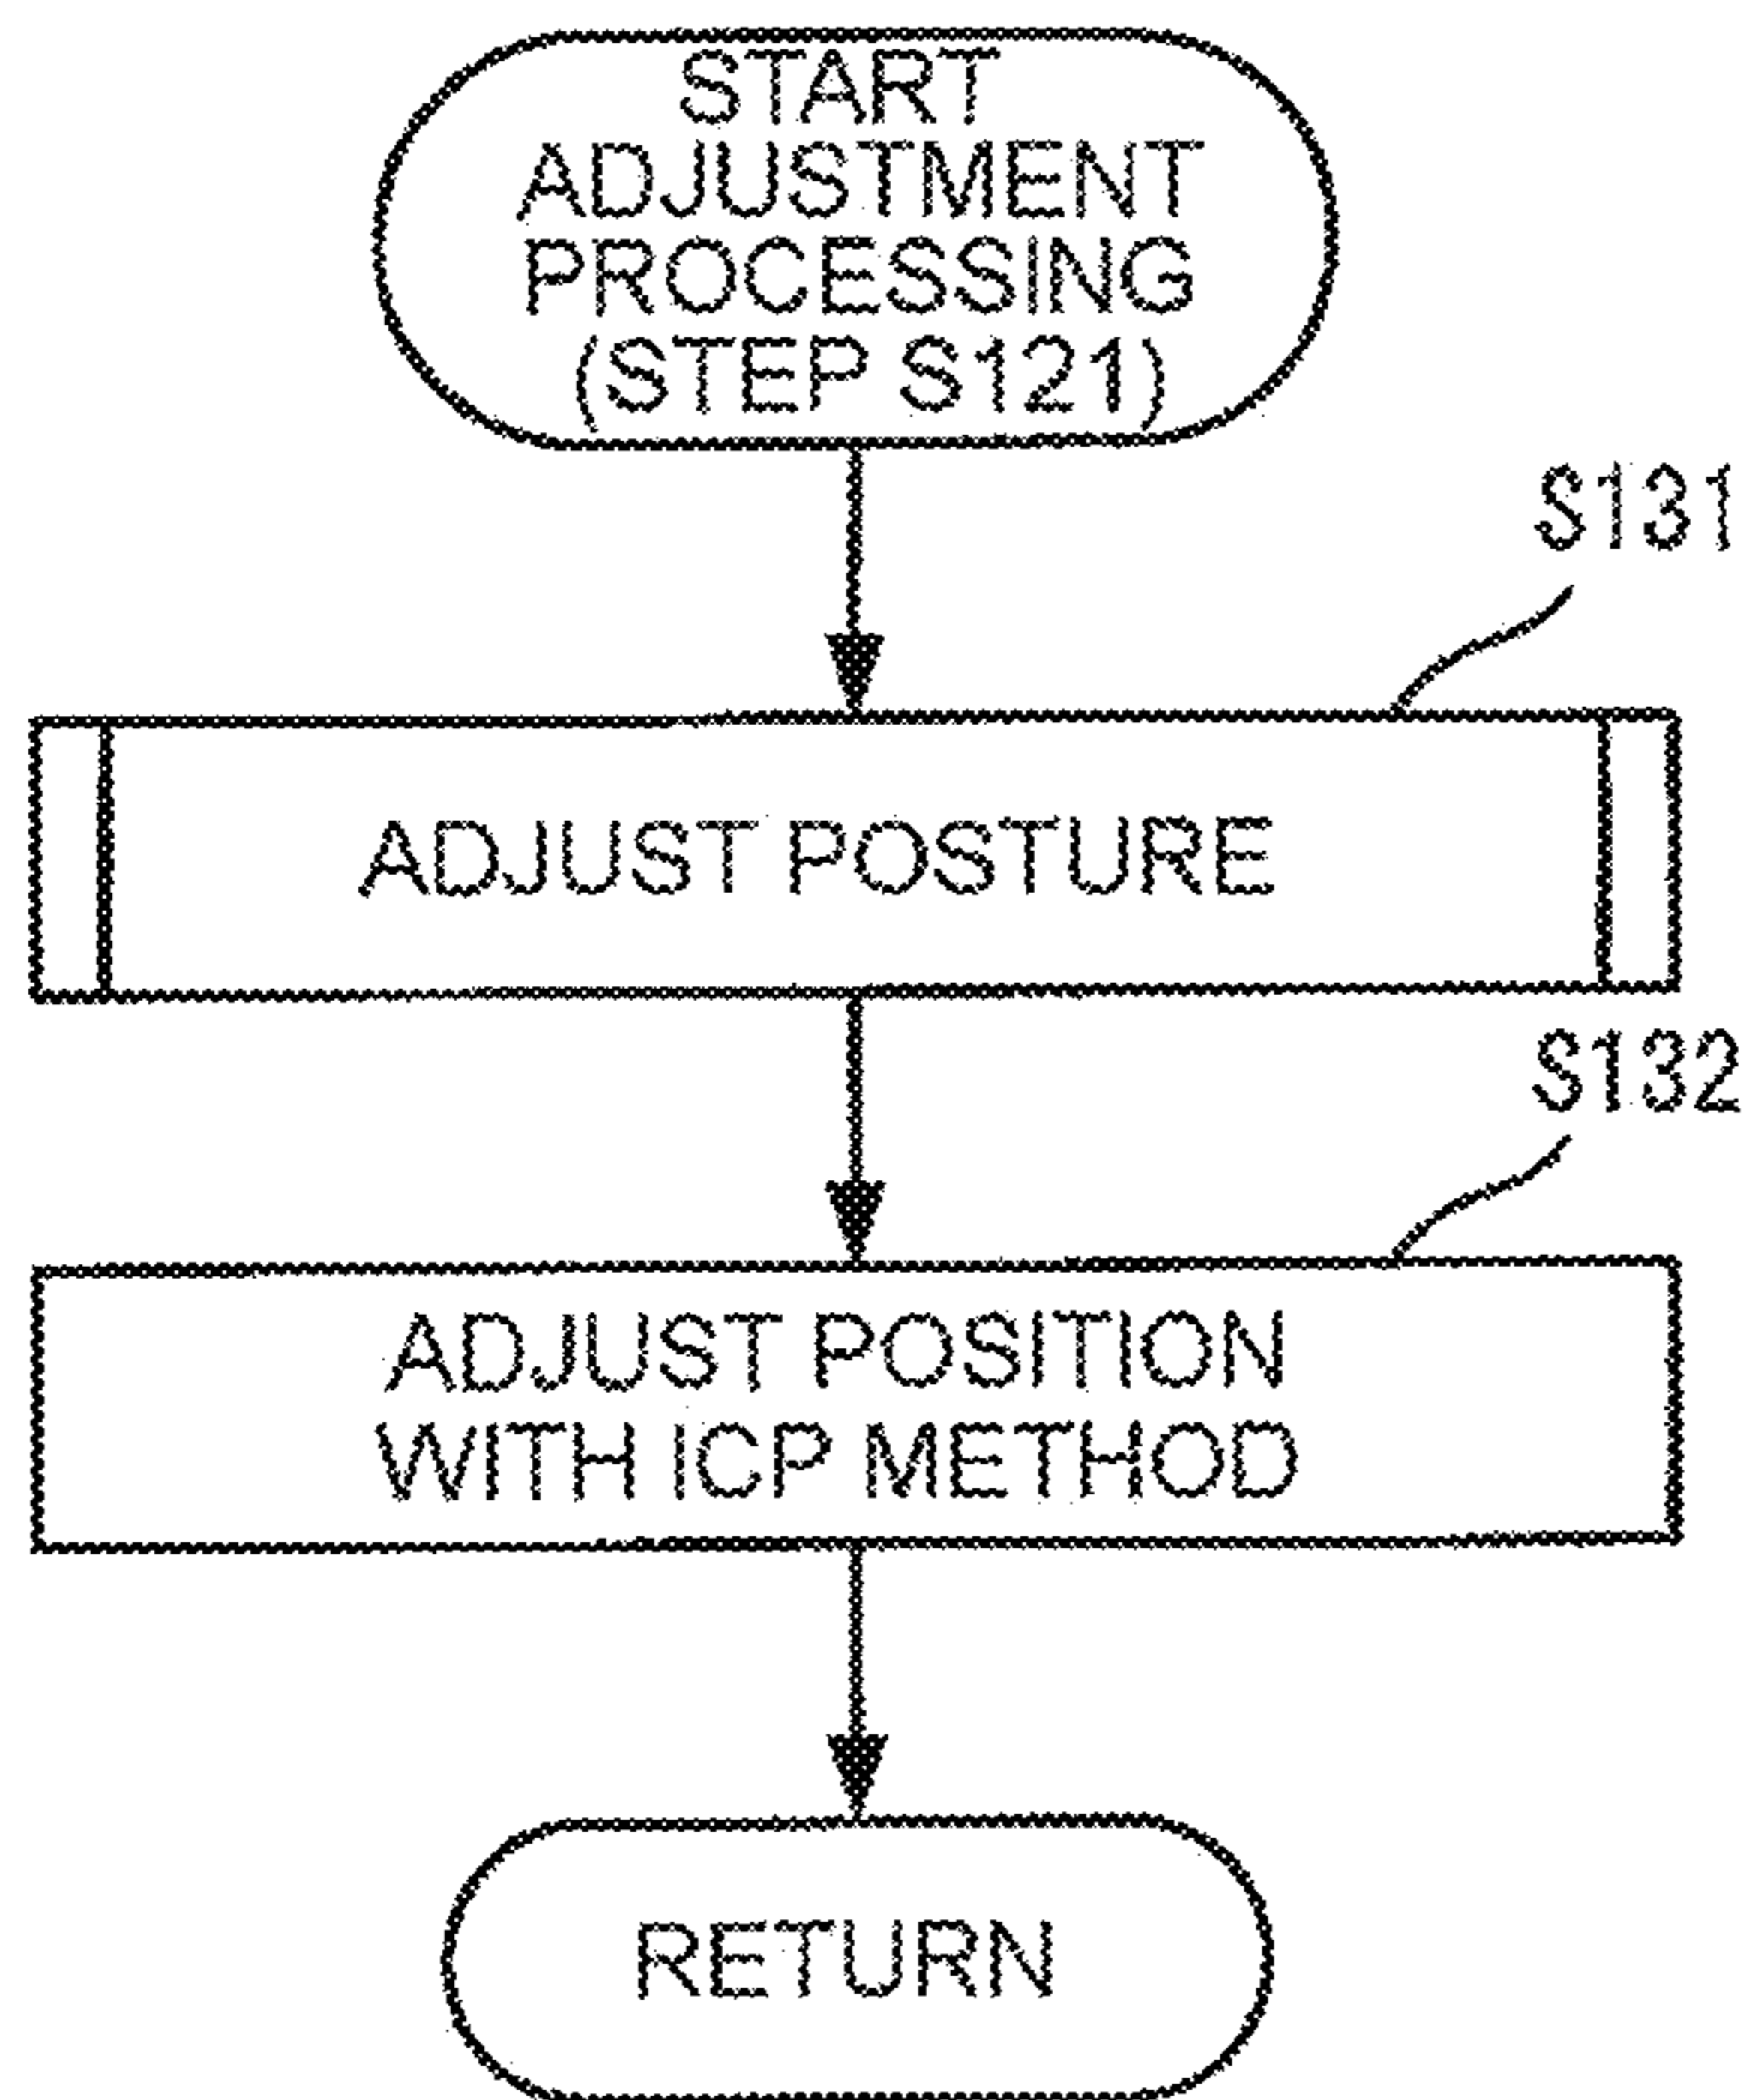 START
ADJUSTMENT
PROCESSING
(STEP S121)
S131
ADJUST POSTURE
S132
ADJUST POSITION
WITH ICP METHOD
RETURN